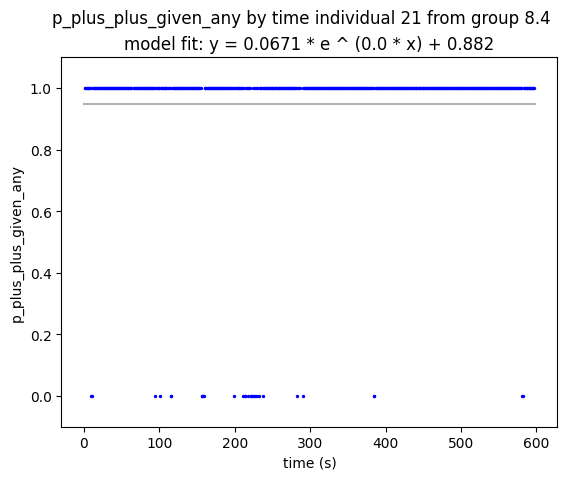 p_plus_plus_given_any by time individual 21 from group 8.4
model fit: y = 0.0671 * e ^ (0.0 * x) + 0.882
1.0
0.8
0.6
0.4
0.2
0.0
p_plus_plus_given_any
0 100 200 300 400 500 600
time (s)